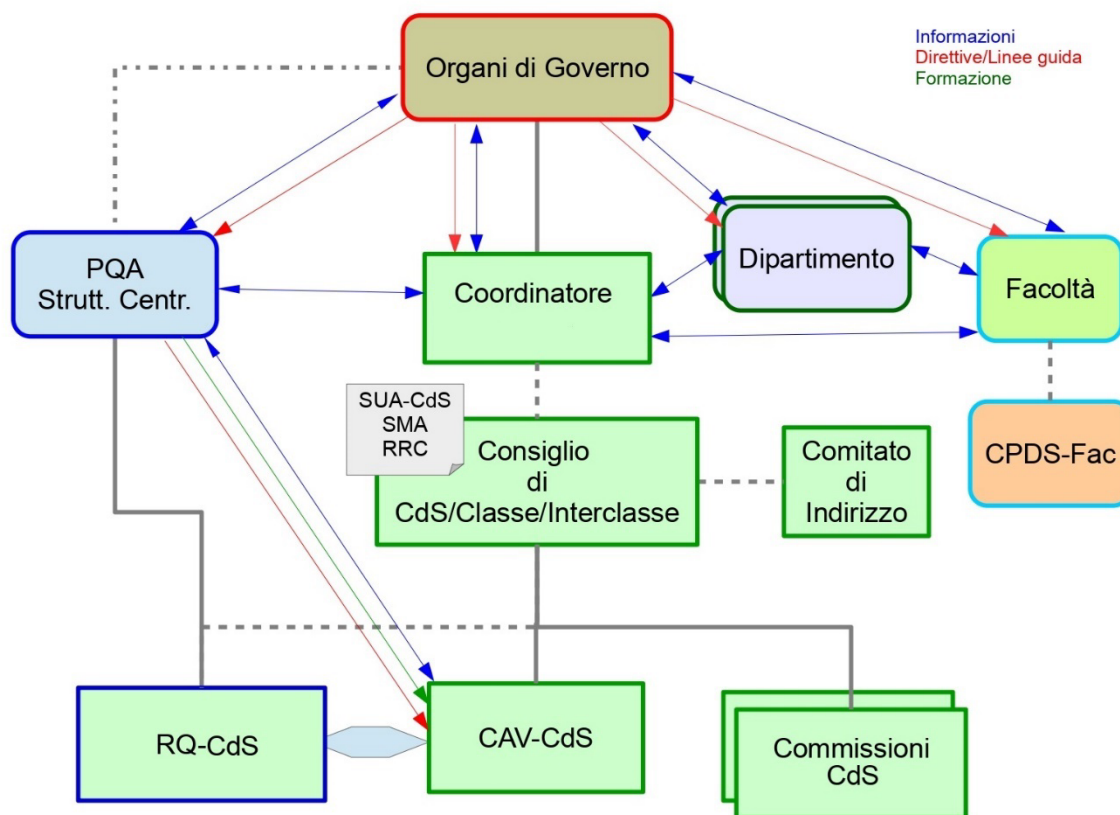 Organi di Governo
Informazioni
Direttive/Linee guida
Formazione
PQA
Strutt. Centr.
Coordinatore
Dipartimento
Facoltà
SUA-CdS
SMA
RRC
Consiglio
di
CdS/Classe/Interclasse
Comitato
di
Indirizzo
CPDS-Fac
RQ-CdS
CAV-CdS
Commissioni
CdS